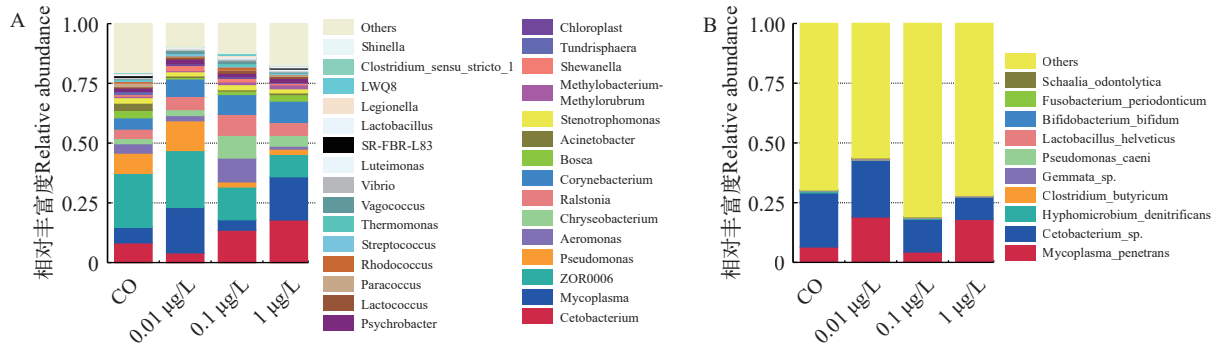 A
相对丰富度Relative abundance
1.00
0.75
0.50
0.25
0
CO
0.01 μg/L
0.1 μg/L
1 μg/L
Others
Shinella
Clostridium_sensu_stricto_1
LWQ8
Legionella
Lactobacillus
SR-FBR-L83
Luteimonas
Vibrio
Vagococcus
Thermomonas
Streptococcus
Rhodococcus
Paracoccus
Lactococcus
Psychrobacter
Chloroplast
Tundrisphaera
Shewanella
Methylobacterium-
Methylorubrum
Stenotrophomonas
Acinetobacter
Bosea
Corynebacterium
Ralstonia
Chryseobacterium
Aeromonas
Pseudomonas
ZOR0006
Mycoplasma
Cetobacterium
B
相对丰富度Relative abundance
1.00
0.75
0.50
0.25
0
CO
0.01 μg/L
0.1 μg/L
1 μg/L
Others
Schaalia_odontolytica
Fusobacterium_periodonticum
Bifidobacterium_bifidum
Lactobacillus_helveticus
Pseudomonas_caeni
Gemmata_sp.
Clostridium_butyricum
Hyphomicrobium_denitrificans
Cetobacterium_sp.
Mycoplasma_penetrans